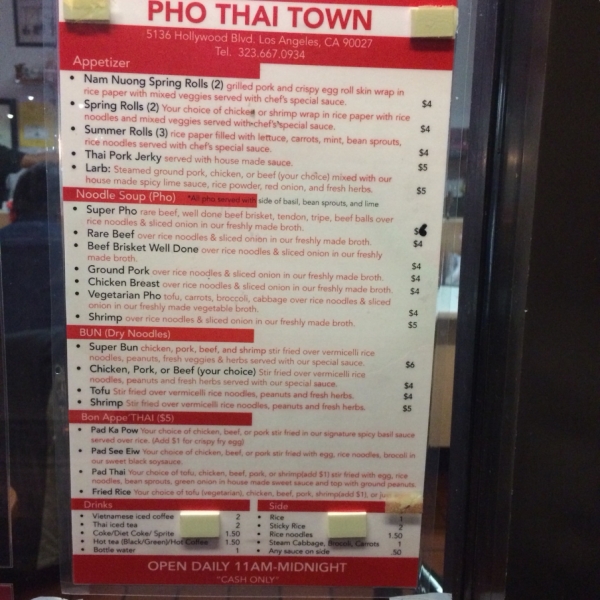 PHO THAI TOWN
5136 Hollywood Blvd. Los Angeles, CA 90027
Tel. 323.667.0934
Appetizer
• Nam Nuong Spring Rolls (2) grilled pork and crispy egg roll skin wrap in
rice paper with mixed veggies served with chef's special sauce. $4
• Spring Rolls (2) Your choice of chicken or shrimp wrap in rice paper with rice
noodles and mixed veggies served with chef's special sauce. $4
• Summer Rolls (3) rice paper filled with lettuce, carrots, mint, bean sprouts,
rice noodles served with chef's special sauce. $4
• Thai Pork Jerky served with house made sauce. $5
• Larb: Steamed ground pork, chicken, or beef (your choice) mixed with our
house made spicy lime sauce, rice powder, red onion, and fresh herbs. $5
Noodle Soup (Pho) *All pho served with side of basil, bean sprouts, and lime
• Super Pho rare beef, well done beef brisket, tendon, tripe, beef balls over
rice noodles & sliced onion in our freshly made broth. $6
• Rare Beef over rice noodles & sliced onion in our freshly made broth. $4
• Beef Brisket Well Done over rice noodles & sliced onion in our freshly
made broth. $4
• Ground Pork over rice noodles & sliced onion in our freshly made broth. $4
• Chicken Breast over rice noodles & sliced onion in our freshly made broth. $4
• Vegetarian Pho tofu, carrots, broccoli, cabbage over rice noodles & sliced
onion in our freshly made vegetable broth. $4
• Shrimp over rice noodles & sliced onion in our freshly made broth. $5
BUN (Dry Noodles)
• Super Bun chicken, pork, beef, and shrimp stir fried over vermicelli rice
noodles, peanuts, fresh veggies & herbs served with our special sauce. $6
• Chicken, Pork, or Beef (your choice) Stir fried over vermicelli rice
noodles, peanuts and fresh herbs served with our special sauce. $4
• Tofu Stir fried over vermicelli rice noodles, peanuts and fresh herbs. $4
• Shrimp Stir fried over vermicelli rice noodles, peanuts and fresh herbs. $5
Bon Appe'THAI ($5)
• Pad Ka Pow Your choice of chicken, beef, or pork stir fried in our signature spicy basil sauce
served over rice. (Add $1 for crispy fry egg)
• Pad See Eiw Your choice of chicken, beef, or pork stir fried with egg, rice noodles, brocoli in
our sweet black soysauce.
• Pad Thai Your choice of tofu, chicken, beef, pork, or shrimp(add $1) stir fried with egg, rice
noodles, bean sprouts, green onion in house made sweet sauce and top with ground peanuts.
• Fried Rice Your choice of tofu (vegetarian), chicken, beef, pork, shrimp(add $1), or
Drinks
• Vietnamese iced coffee 2
• Thai iced tea 2
• Coke/Diet Coke/ Sprite 1.50
• Hot tea (Black/Green)/Hot Coffee 1.50
• Bottle water 1
Side
• Rice 1
• Sticky Rice 2
• Rice noodles 1.50
• Steam Cabbage, Brocoli, Carrots 1
• Any sauce on side .50
OPEN DAILY 11AM-MIDNIGHT
"CASH ONLY"